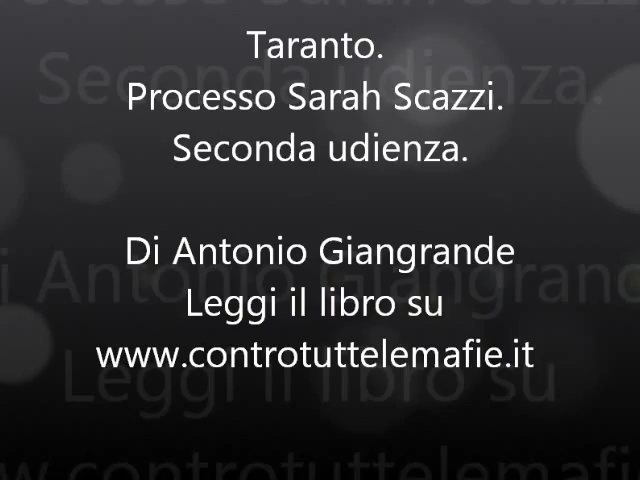 Taranto.
Processo Sarah Scazzi.
Seconda udienza.
Di Antonio Giangrande
Leggi il libro su
www.controtuttelemafie.it